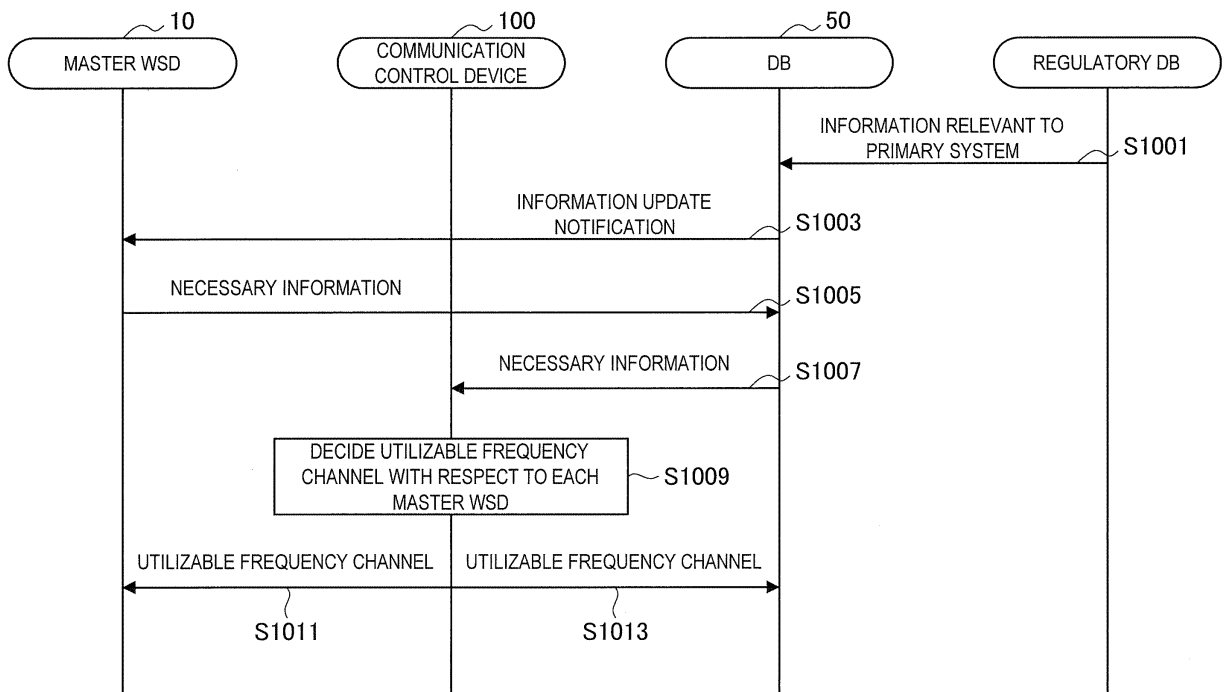 10
100
50
MASTER WSD
COMMUNICATION
CONTROL DEVICE
DB
REGULATORY DB
INFORMATION RELEVANT TO
PRIMARY SYSTEM
S1001
INFORMATION UPDATE
NOTIFICATION
S1003
NECESSARY INFORMATION
S1005
NECESSARY INFORMATION
S1007
DECIDE UTILIZABLE FREQUENCY
CHANNEL WITH RESPECT TO EACH
MASTER WSD
S1009
UTILIZABLE FREQUENCY CHANNEL
UTILIZABLE FREQUENCY CHANNEL
S1011
S1013